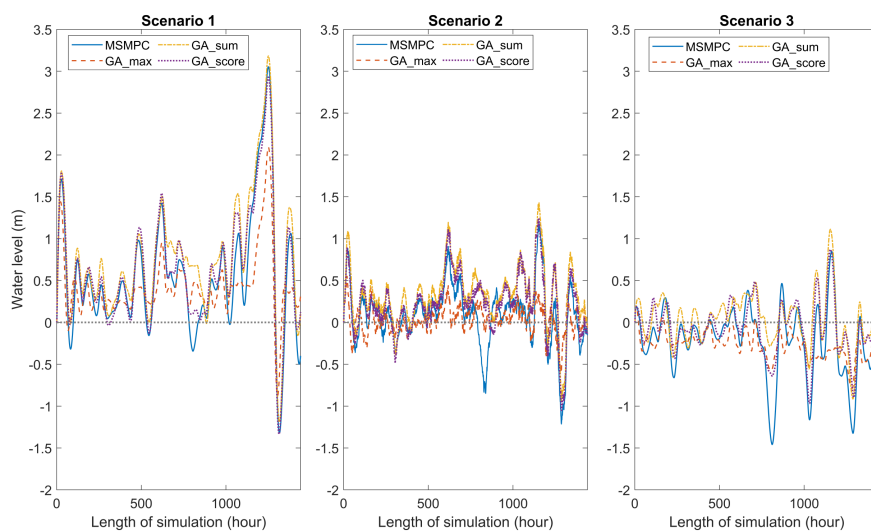 Scenario 1
Scenario 2
Scenario 3
Water level (m)
3.5
3
2.5
2
1.5
1
0.5
0
-0.5
-1
-1.5
-2
MSMPC
GA_max
GA_sum
GA_score
0
500
1000
Length of simulation (hour)
3.5
3
2.5
2
1.5
1
0.5
0
-0.5
-1
-1.5
-2
MSMPC
GA_max
GA_sum
GA_score
0
500
1000
Length of simulation (hour)
3.5
3
2.5
2
1.5
1
0.5
0
-0.5
-1
-1.5
-2
MSMPC
GA_max
GA_sum
GA_score
0
500
1000
Length of simulation (hour)